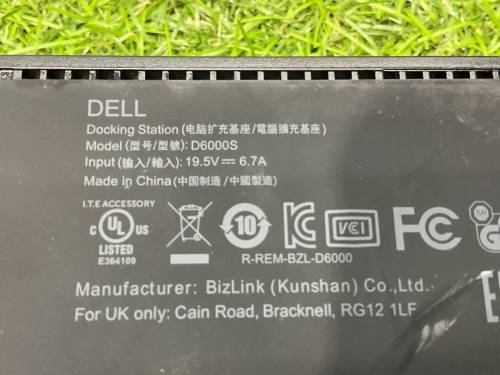 DELL
Docking Station (电脑扩充基座/電腦擴充基座)
Model (型号/型號): D6000S
Input (输入/輸入): 19.5V⎓ 6.7A
Made in China (中国制造/中國製造)
I.T.E ACCESSORY
c UL us
LISTED
E364109
10
KC
VCI
FC
R-REM-BZL-D6000
Manufacturer: BizLink (Kunshan) Co.,Ltd.
For UK only: Cain Road, Bracknell, RG12 1LF